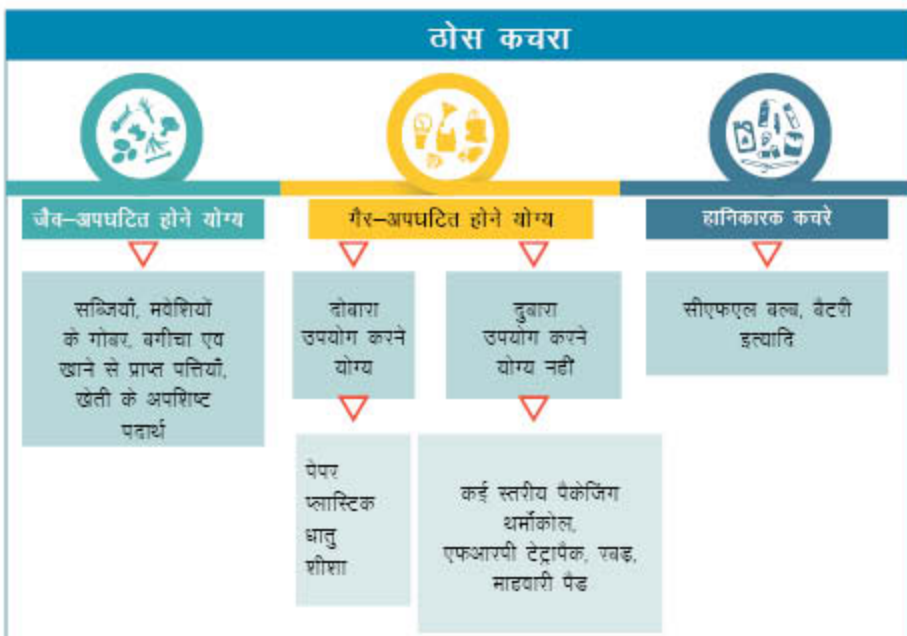 ठोस कचरा
जैव–अपघटित होने योग्य
सब्जियाँ, मवेशियों
के गोबर, बगीचा एव
खाने से प्राप्त पत्तियाँ,
खेती के अपशिष्ट
पदार्थ
गैर–अपघटित होने योग्य
दोबारा
उपयोग करने
योग्य
पेपर
प्लास्टिक
धातु
शीशा
दुबारा
उपयोग करने
योग्य नहीं
कई स्तरीय पैकेजिंग
थर्मोकोल,
एफआरपी टेट्रापैक, रबड़,
माहवारी पैड
हानिकारक कचरे
सीएफएल बल्ब, बैटरी
इत्यादि